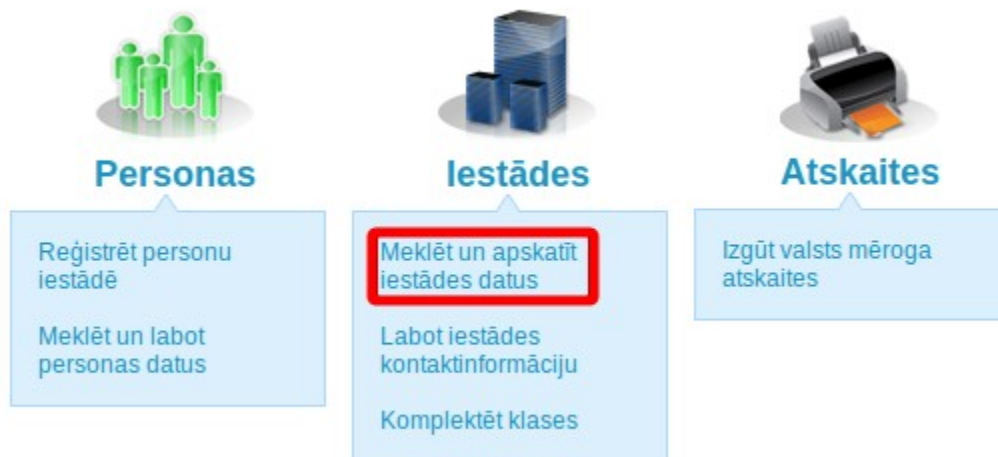 Personas
Reģistrēt personu
iestādē
Meklēt un labot
personas datus
Iestādes
Meklēt un apskatīt
iestādes datus
Labot iestādes
kontaktinformāciju
Komplektēt klases
Atskaites
Izgūt valsts mēroga
atskaites